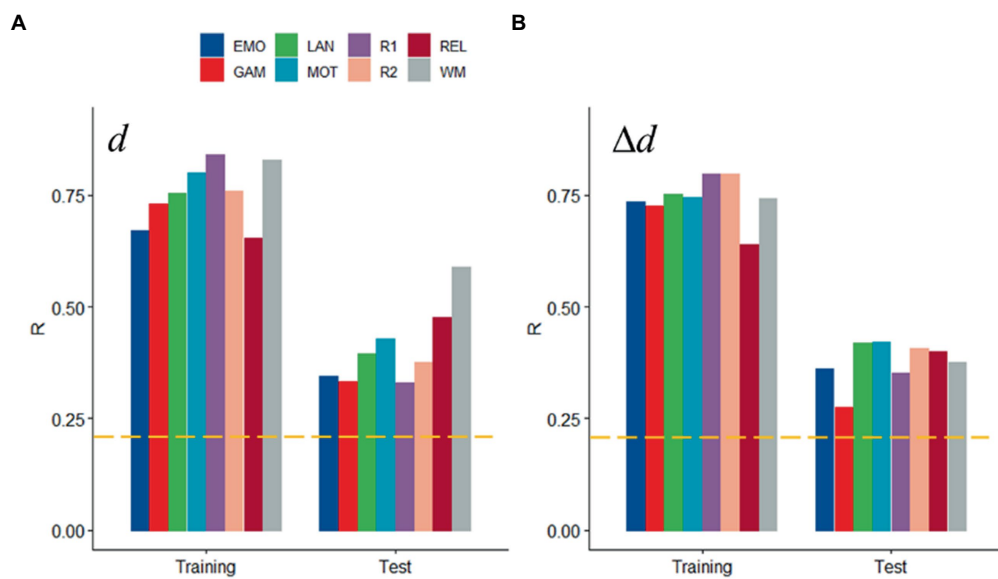 A
B
EMO LAN R1 REL
GAM MOT R2 WM
d
0.75
0.50
0.25
0.00
R
Training Test
Δd
0.75
0.50
0.25
0.00
R
Training Test